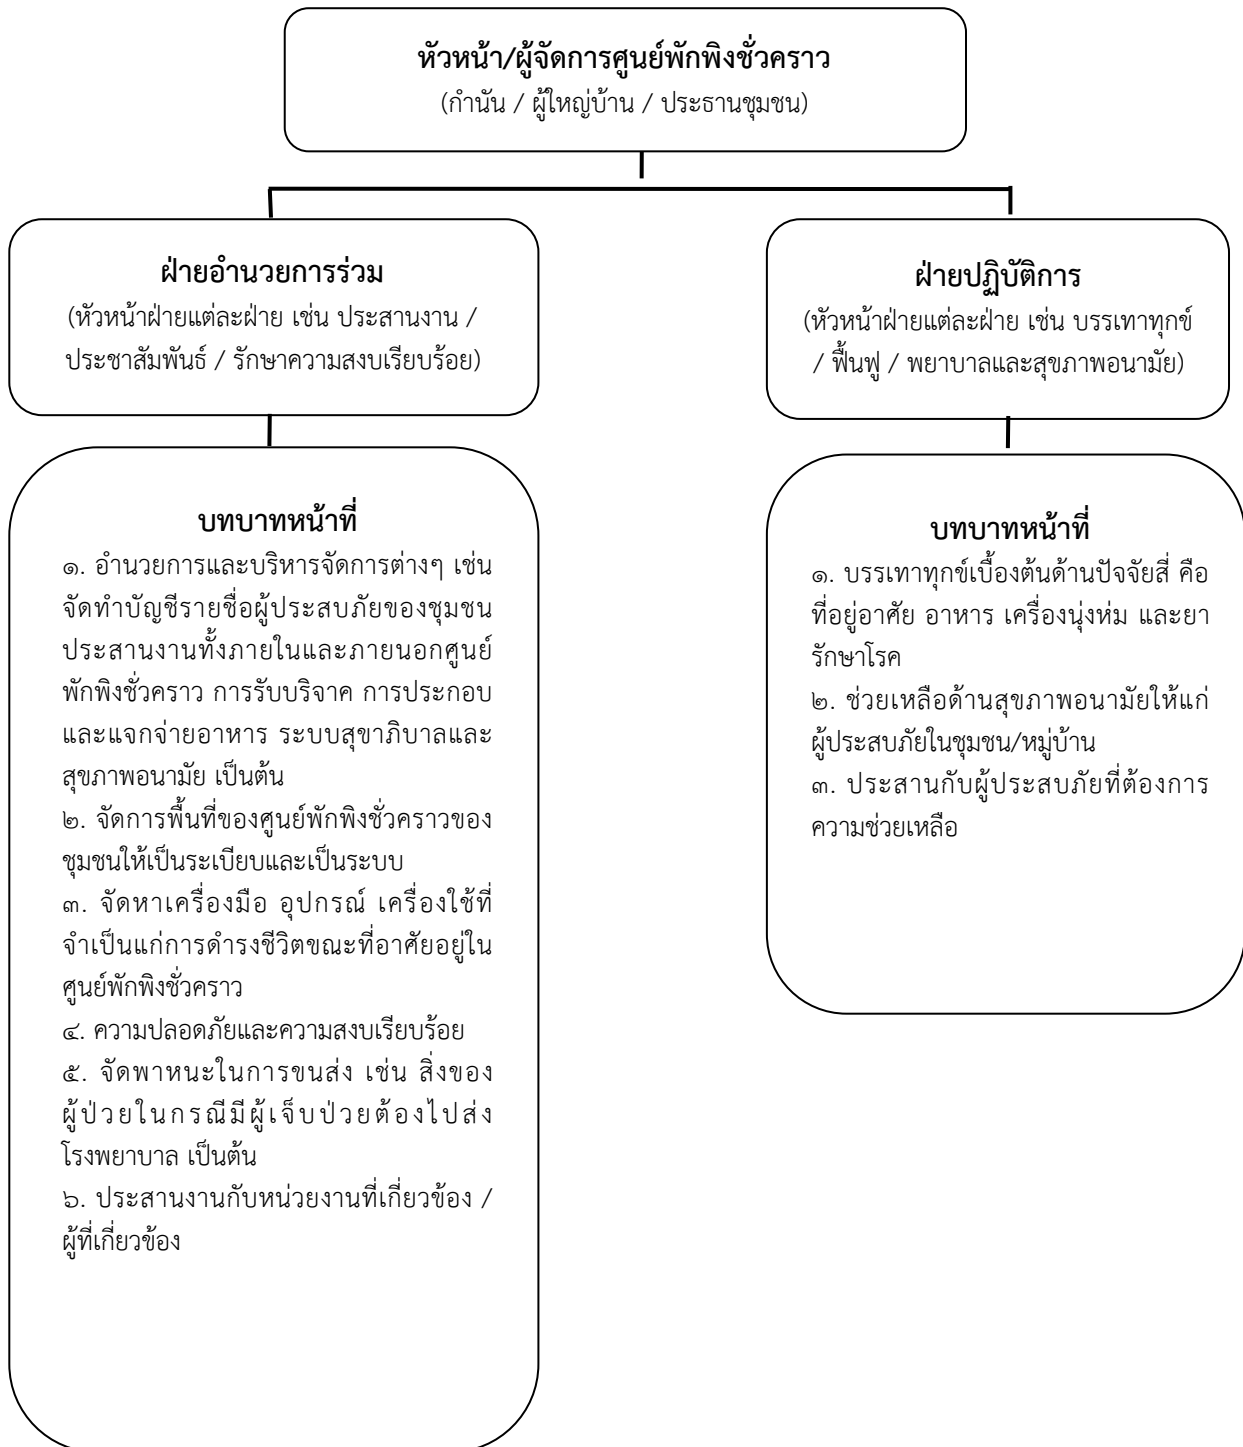 หัวหน้า/ผู้จัดการศูนย์พักพิงชั่วคราว
(กำนัน / ผู้ใหญ่บ้าน / ประธานชุมชน)
ฝ่ายอำนวยการร่วม
(หัวหน้าฝ่ายแต่ละฝ่าย เช่น ประสานงาน /
ประชาสัมพันธ์ / รักษาความสงบเรียบร้อย)
ฝ่ายปฏิบัติการ
(หัวหน้าฝ่ายแต่ละฝ่าย เช่น บรรเทาทุกข์
/ ฟื้นฟู / พยาบาลและสุขภาพอนามัย)
บทบาทหน้าที่
๑. อำนวยการและบริหารจัดการต่างๆ เช่น
จัดทำบัญชีรายชื่อผู้ประสบภัยของชุมชน
ประสานงานทั้งภายในและภายนอกศูนย์
พักพิงชั่วคราว การรับบริจาค การประกอบ
และแจกจ่ายอาหาร ระบบสุขาภิบาลและ
สุขภาพอนามัย เป็นต้น
๒. จัดการพื้นที่ของศูนย์พักพิงชั่วคราวของ
ชุมชนให้เป็นระเบียบและเป็นระบบ
๓. จัดหาเครื่องมือ อุปกรณ์ เครื่องใช้ที่
จำเป็นแก่การดำรงชีวิตขณะที่อาศัยอยู่ใน
ศูนย์พักพิงชั่วคราว
๔. ความปลอดภัยและความสงบเรียบร้อย
๕. จัดพาหนะในการขนส่ง เช่น สิ่งของ
ผู้ป่วยในกรณีมีผู้เจ็บป่วยต้องไปส่ง
โรงพยาบาล เป็นต้น
๖. ประสานงานกับหน่วยงานที่เกี่ยวข้อง /
ผู้ที่เกี่ยวข้อง
บทบาทหน้าที่
๑. บรรเทาทุกข์เบื้องต้นด้านปัจจัยสี่ คือ
ที่อยู่อาศัย อาหาร เครื่องนุ่งห่ม และยา
รักษาโรค
๒. ช่วยเหลือด้านสุขภาพอนามัยให้แก่
ผู้ประสบภัยในชุมชน/หมู่บ้าน
๓. ประสานกับผู้ประสบภัยที่ต้องการ
ความช่วยเหลือ